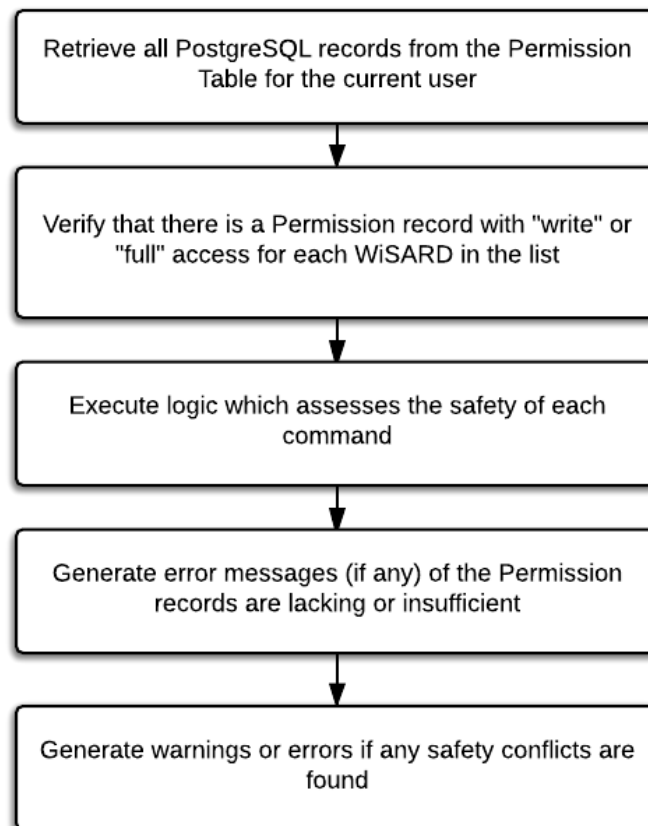 Retrieve all PostgreSQL records from the Permission
Table for the current user
Verify that there is a Permission record with "write" or
"full" access for each WiSARD in the list
Execute logic which assesses the safety of each
command
Generate error messages (if any) of the Permission
records are lacking or insufficient
Generate warnings or errors if any safety conflicts are
found